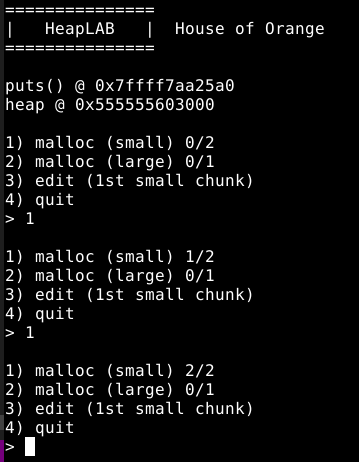 ===============
|   HeapLAB   |  House of Orange
===============
puts() @ 0x7ffff7aa25a0
heap @ 0x555555603000
1) malloc (small) 0/2
2) malloc (large) 0/1
3) edit (1st small chunk)
4) quit
> 1
1) malloc (small) 1/2
2) malloc (large) 0/1
3) edit (1st small chunk)
4) quit
> 1
1) malloc (small) 2/2
2) malloc (large) 0/1
3) edit (1st small chunk)
4) quit
>